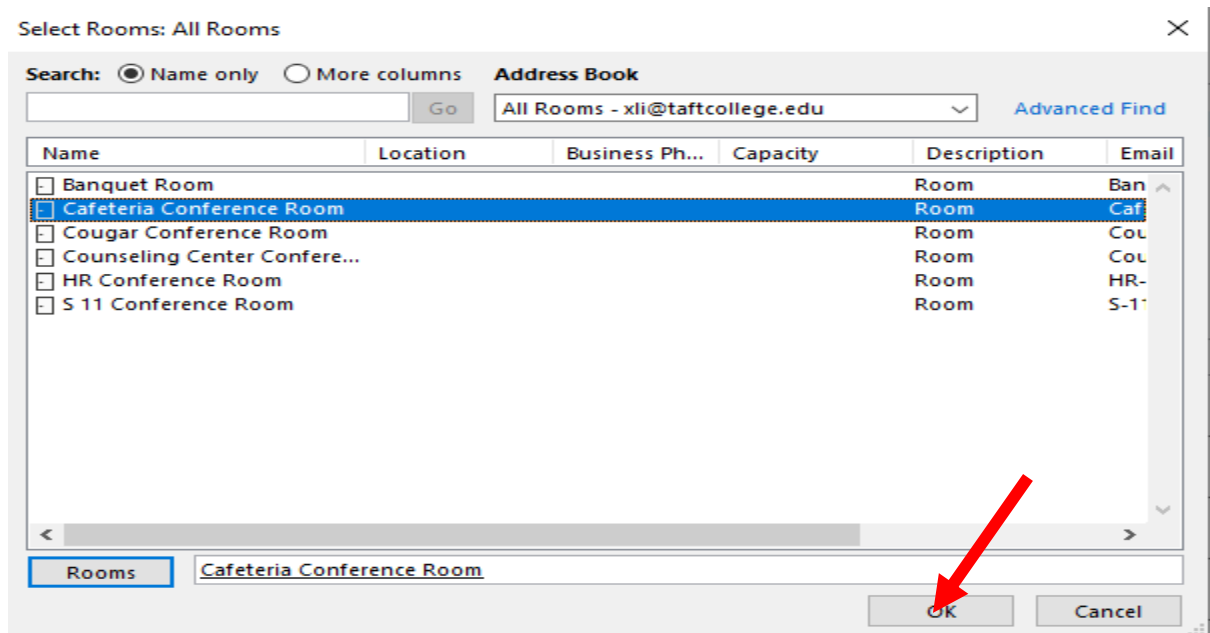 Select Rooms: All Rooms
Search: Name only More columns Address Book
Go All Rooms - xli@taftcollege.edu Advanced Find
Name Location Business Ph... Capacity Description Email
Banquet Room Room Ban
Cafeteria Conference Room Room Caf
Cougar Conference Room Room Cou
Counseling Center Confere... Room Cou
HR Conference Room Room HR-
S 11 Conference Room Room S-1
Rooms Cafeteria Conference Room
OK Cancel